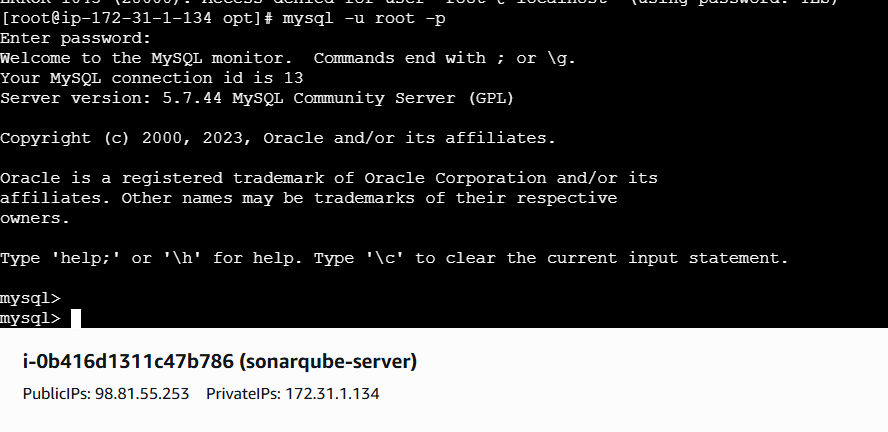 [root@ip-172-31-1-134 opt]# mysql -u root -p
Enter password:
Welcome to the MySQL monitor.  Commands end with ; or \g.
Your MySQL connection id is 13
Server version: 5.7.44 MySQL Community Server (GPL)
Copyright (c) 2000, 2023, Oracle and/or its affiliates.
Oracle is a registered trademark of Oracle Corporation and/or its
affiliates. Other names may be trademarks of their respective
owners.
Type 'help;' or '\h' for help. Type '\c' to clear the current input statement.
mysql>
mysql>
i-0b416d1311c47b786 (sonarqube-server)
PublicIPs: 98.81.55.253    PrivateIPs: 172.31.1.134